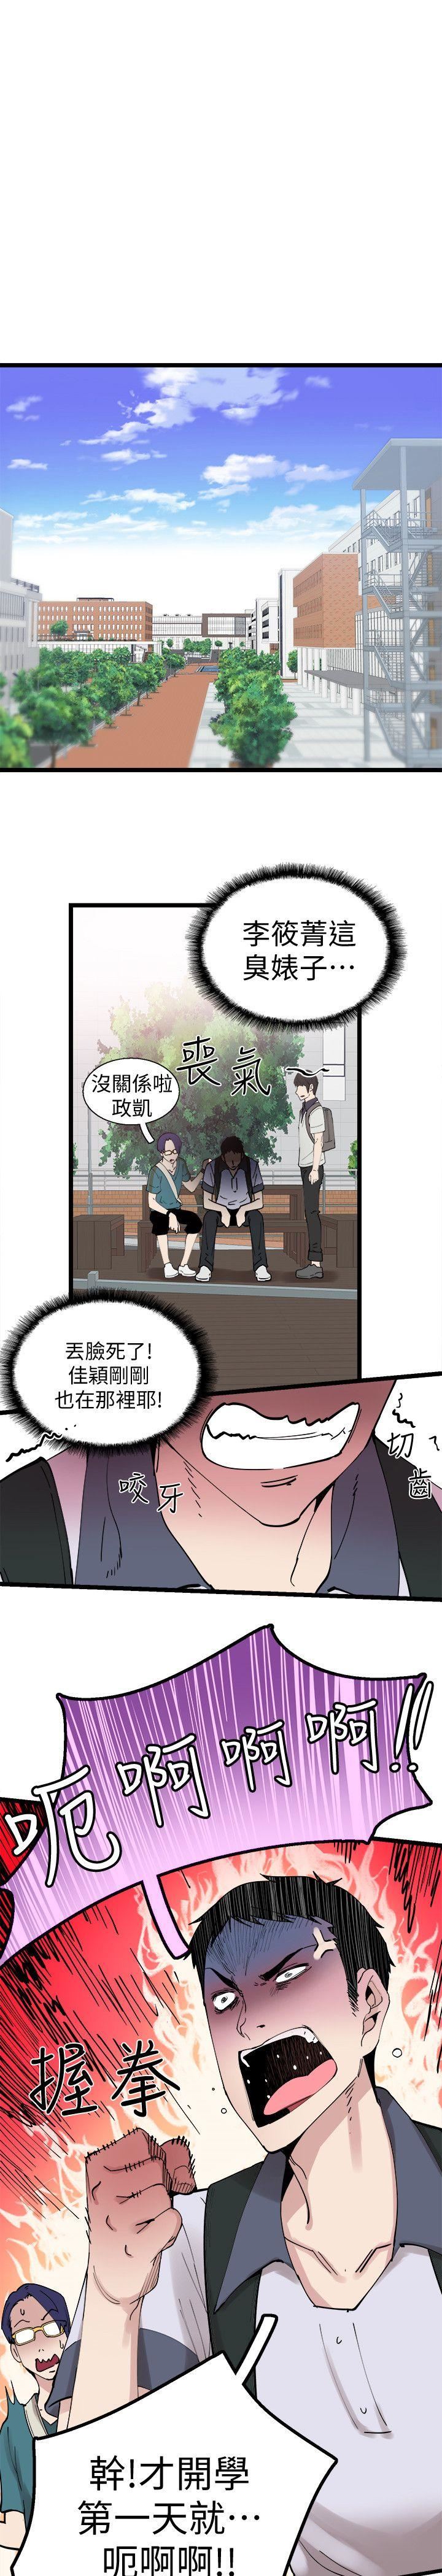 李筱菁這
臭婊子…
喪氣～
沒關係啦
政凱
丟臉死了!
佳穎剛剛
也在那裡耶!
咬牙
切齒
呃啊啊啊!!
握拳
幹!才開學
第一天就…
呃啊啊!!